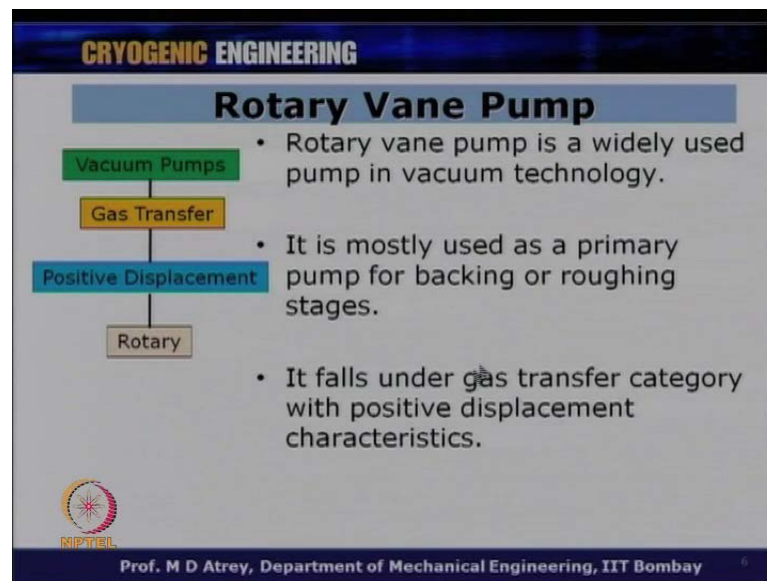 CRYOGENIC ENGINEERING
Rotary Vane Pump
Vacuum Pumps
Gas Transfer
Positive Displacement
Rotary
• Rotary vane pump is a widely used
pump in vacuum technology.
• It is mostly used as a primary
pump for backing or roughing
stages.
• It falls under gas transfer category
with positive displacement
characteristics.
NPTEL
Prof. M D Atrey, Department of Mechanical Engineering, IIT Bombay
6